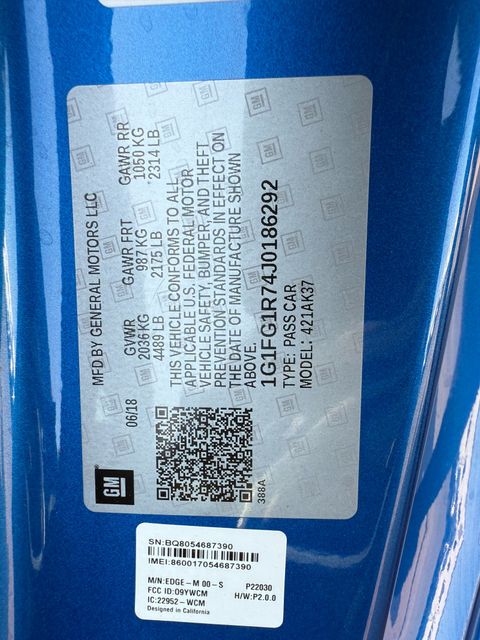 GM
06/18
MFD BY GENERAL MOTORS LLC
GVWR GAWR FRT GAWR RR
2036 KG 987 KG 1050 KG
4489 LB 2175 LB 2314 LB
THIS VEHICLE CONFORMS TO ALL
APPLICABLE U.S. FEDERAL MOTOR
VEHICLE SAFETY, BUMPER, AND THEFT
PREVENTION STANDARDS IN EFFECT ON
THE DATE OF MANUFACTURE SHOWN
ABOVE.
1G1FG1R74J0186292
TYPE: PASS CAR
MODEL: 421AK37
388A
SN:BQ8054687390
IMEI:860017054687390
M/N:EDGE-M 00-S P22030
FCC ID:O9YWCM H/W:P2.0.0
IC:22952-WCM
Designed in California